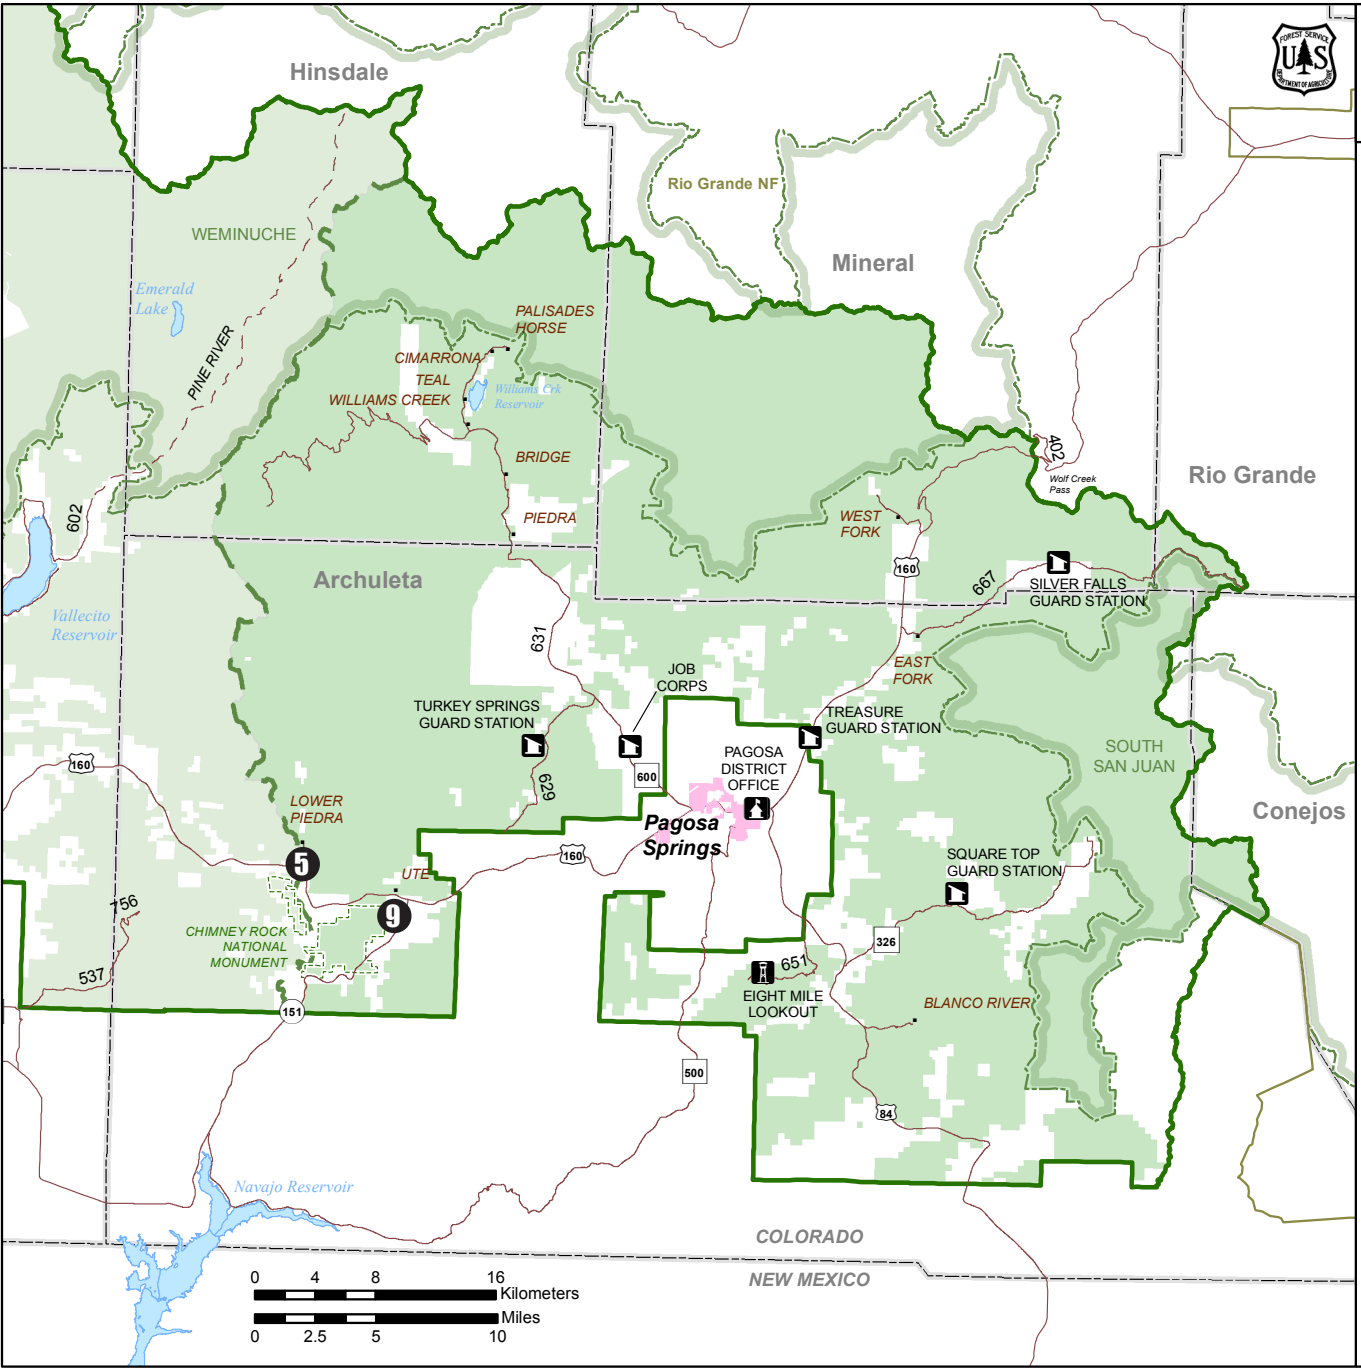 FOREST SERVICE
U S
DEPARTMENT OF AGRICULTURE
Hinsdale
Rio Grande NF
WEMINUCHE
Mineral
Emerald
Lake
PALISADES
HORSE
PINE RIVER
CIMARRONA
TEAL
WILLIAMS CREEK
Williams Crk
Reservoir
402
BRIDGE
Wolf Creek
Pass
Rio Grande
602
PIEDRA
WEST
FORK
160
Archuleta
667
SILVER FALLS
GUARD STATION
Vallecito
Reservoir
631
JOB
CORPS
EAST
FORK
TURKEY SPRINGS
GUARD STATION
TREASURE
GUARD STATION
PAGOSA
DISTRICT
OFFICE
SOUTH
SAN JUAN
160
600
629
LOWER
PIEDRA
Pagosa
Springs
Conejos
160
5
SQUARE TOP
GUARD STATION
UTE
756
9
CHIMNEY ROCK
NATIONAL
MONUMENT
326
537
651
EIGHT MILE
LOOKOUT
BLANCO RIVER
151
500
84
Navajo Reservoir
COLORADO
NEW MEXICO
0 4 8 16
Kilometers
Miles
0 2.5 5 10